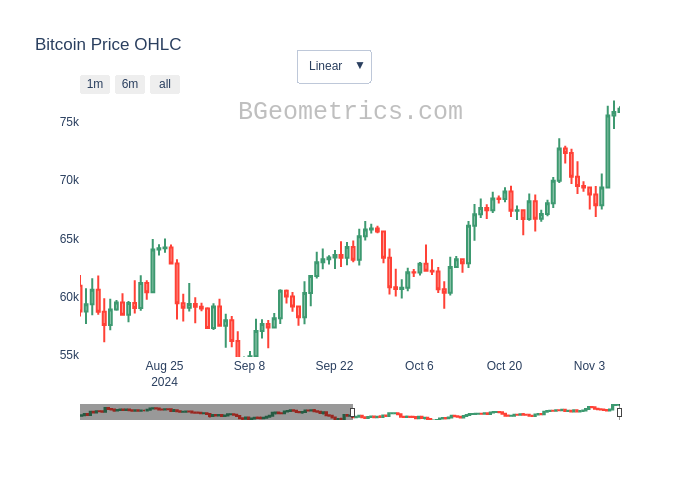 Bitcoin Price OHLC
Linear ▼
1m 6m all
BGeometrics.com
75k
70k
65k
60k
55k
Aug 25 Sep 8 Sep 22 Oct 6 Oct 20 Nov 3
2024